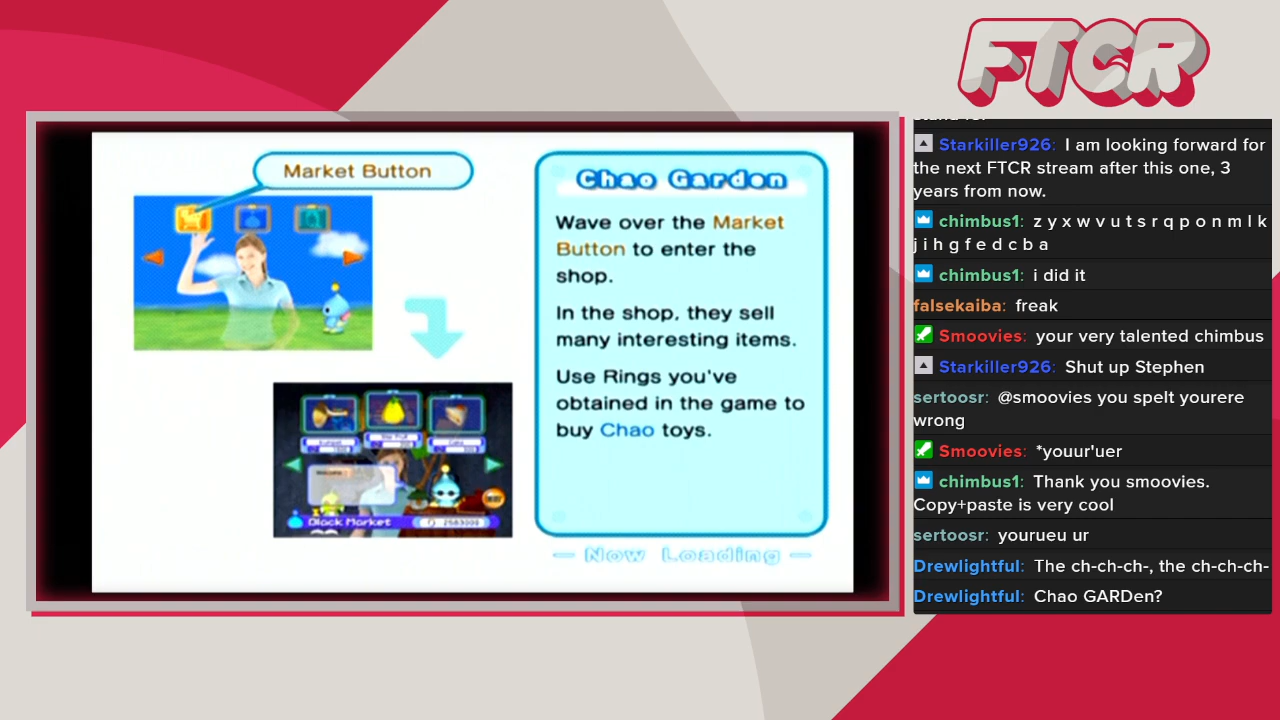 FTCR
Market Button
Chao Garden
Wave over the Market
Button to enter the
shop.
In the shop, they sell
many interesting items.
Use Rings you've
obtained in the game to
buy Chao toys.
Now Loading
Black Market
Starkiller926: I am looking forward for
the next FTCR stream after this one, 3
years from now.
chimbus1: z y x w v u t s r q p o n m l k
j i h g f e d c b a
chimbus1: i did it
falsekaiba: freak
Smoovies: your very talented chimbus
Starkiller926: Shut up Stephen
sertoosr: @smoovies you spelt yourere
wrong
Smoovies: *youur'uer
chimbus1: Thank you smoovies.
Copy+paste is very cool
sertoosr: yourueu ur
Drewlightful: The ch-ch-ch-, the ch-ch-ch-
Drewlightful: Chao GARDen?